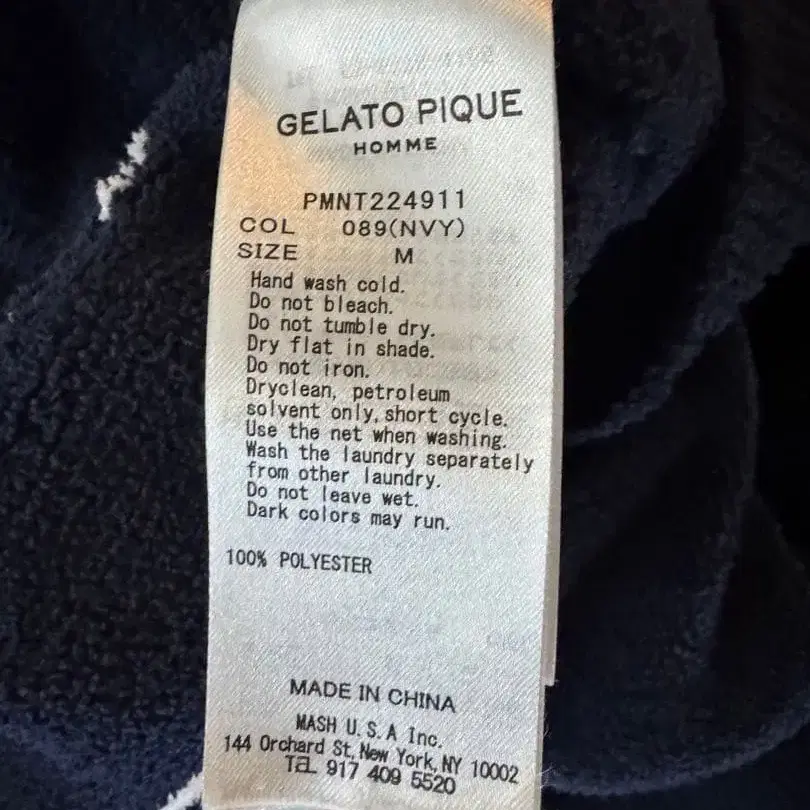 GELATO PIQUE
HOMME
PMNT224911
COL 089(NVY)
SIZE M
Hand wash cold.
Do not bleach.
Do not tumble dry.
Dry flat in shade.
Do not iron.
Dryclean, petroleum
solvent only, short cycle.
Use the net when washing.
Wash the laundry separately
from other laundry.
Do not leave wet.
Dark colors may run.
100% POLYESTER
MADE IN CHINA
MASH U.S.A Inc.
144 Orchard St, New York, NY 10002
TEL 917 409 5520